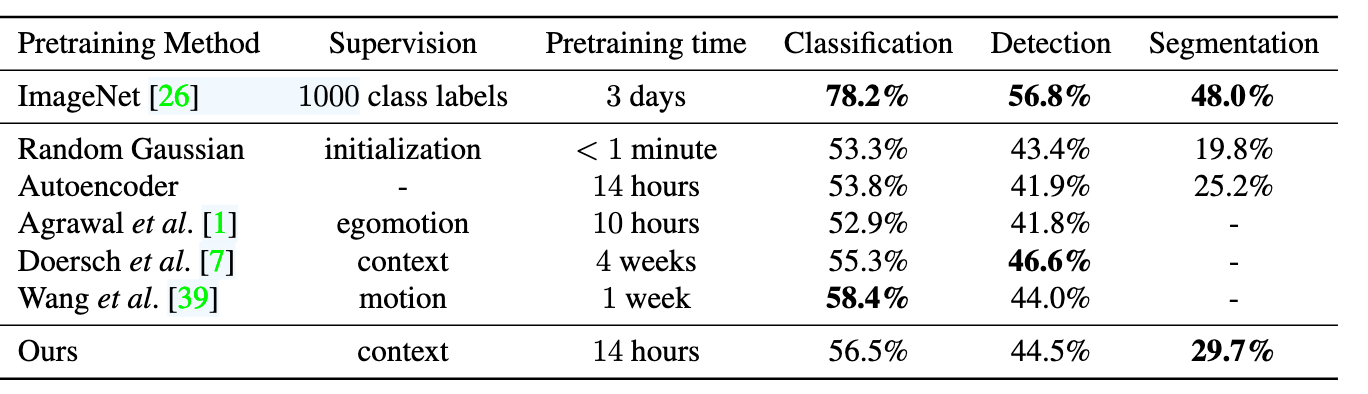 Pretraining Method Supervision Pretraining time Classification Detection Segmentation
ImageNet [26] 1000 class labels 3 days 78.2% 56.8% 48.0%
Random Gaussian initialization < 1 minute 53.3% 43.4% 19.8%
Autoencoder - 14 hours 53.8% 41.9% 25.2%
Agrawal et al. [1] egomotion 10 hours 52.9% 41.8% -
Doersch et al. [7] context 4 weeks 55.3% 46.6% -
Wang et al. [39] motion 1 week 58.4% 44.0% -
Ours context 14 hours 56.5% 44.5% 29.7%